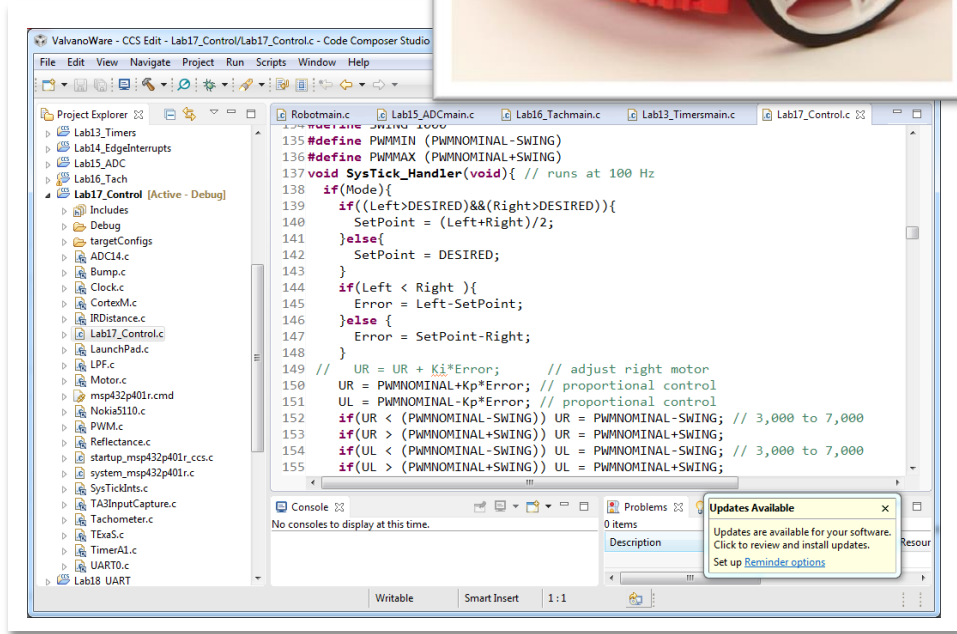 ValvanoWare - CCS Edit - Lab17_Control/Lab17_Control.c - Code Composer Studio
File Edit View Navigate Project Run Scripts Window Help
Project Explorer
Robotmain.c Lab15_ADCmain.c Lab16_Tachmain.c Lab13_Timersmain.c Lab17_Control.c
Lab13_Timers
Lab14_EdgeInterrupts
Lab15_ADC
Lab16_Tach
Lab17_Control [Active - Debug]
Includes
Debug
targetConfigs
ADC14.c
Bump.c
Clock.c
CortexM.c
IRDistance.c
Lab17_Control.c
LaunchPad.c
LPF.c
Motor.c
msp432p401r.cmd
Nokia5110.c
PWM.c
Reflectance.c
startup_msp432p401r_ccs.c
system_msp432p401r.c
SysTickInts.c
TA3InputCapture.c
Tachometer.c
TExaS.c
TimerA1.c
UART0.c
Lab18 UART
134 #define SWING 1000
135 #define PWMMIN (PWMNOMINAL-SWING)
136 #define PWMMAX (PWMNOMINAL+SWING)
137 void SysTick_Handler(void){ // runs at 100 Hz
138 if(Mode){
139 if((Left>DESIRED)&&(Right>DESIRED)){
140 SetPoint = (Left+Right)/2;
141 }else{
142 SetPoint = DESIRED;
143 }
144 if(Left < Right ){
145 Error = Left-SetPoint;
146 }else {
147 Error = SetPoint-Right;
148 }
149 // UR = UR + Ki*Error; // adjust right motor
150 UR = PWMNOMINAL+Kp*Error; // proportional control
151 UL = PWMNOMINAL-Kp*Error; // proportional control
152 if(UR < (PWMNOMINAL-SWING)) UR = PWMNOMINAL-SWING; // 3,000 to 7,000
153 if(UR > (PWMNOMINAL+SWING)) UR = PWMNOMINAL+SWING;
154 if(UL < (PWMNOMINAL-SWING)) UL = PWMNOMINAL-SWING; // 3,000 to 7,000
155 if(UL > (PWMNOMINAL+SWING)) UL = PWMNOMINAL+SWING;
Console
No consoles to display at this time.
Problems
0 items
Description
Resour
Updates Available
Updates are available for your software.
Click to review and install updates.
Set up Reminder options
Writable Smart Insert 1:1